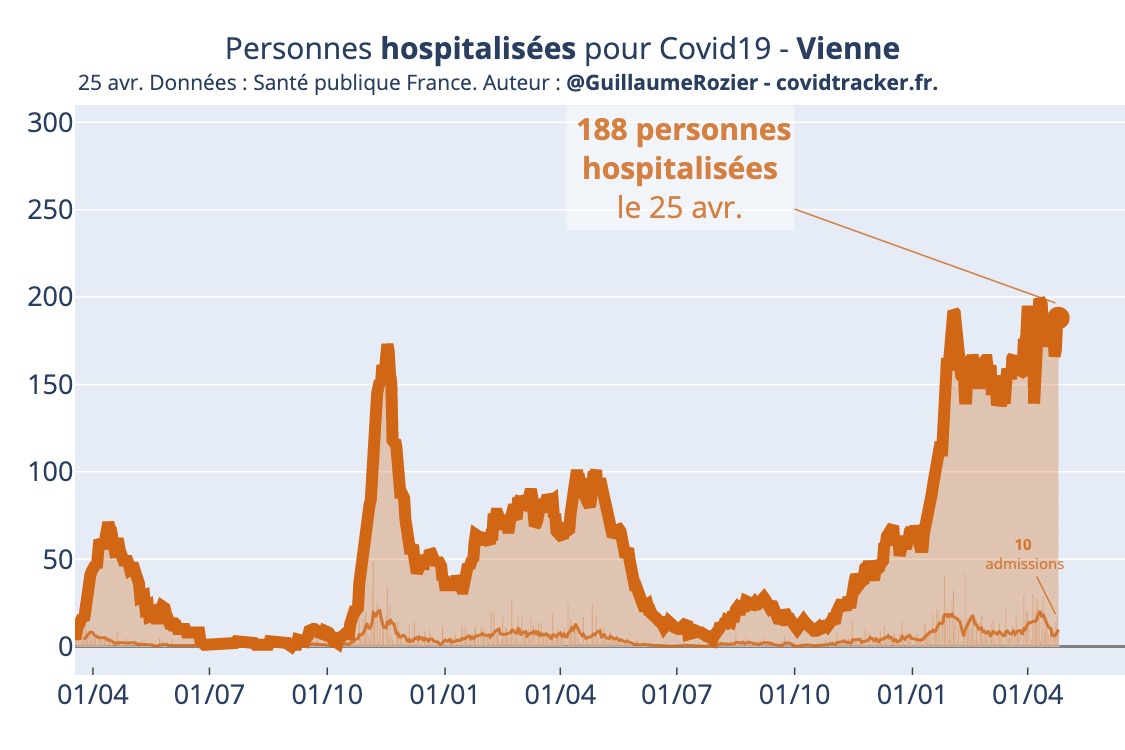 Personnes hospitalisées pour Covid19 - Vienne
25 avr. Données : Santé publique France. Auteur : @GuillaumeRozier - covidtracker.fr.
300
188 personnes
hospitalisées
le 25 avr.
250
200
150
100
50
10
admissions
0
01/04 01/07 01/10 01/01 01/04 01/07 01/10 01/01 01/04